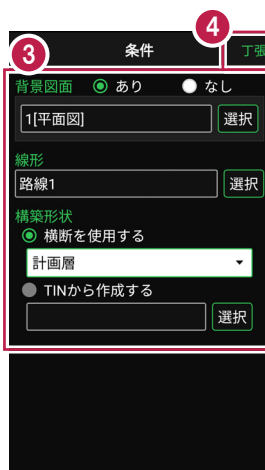 3
4
条件
丁張
背景図面 あり なし
1[平面図] 選択
線形
路線1 選択
構築形状
横断を使用する
計画層
TINから作成する
選択